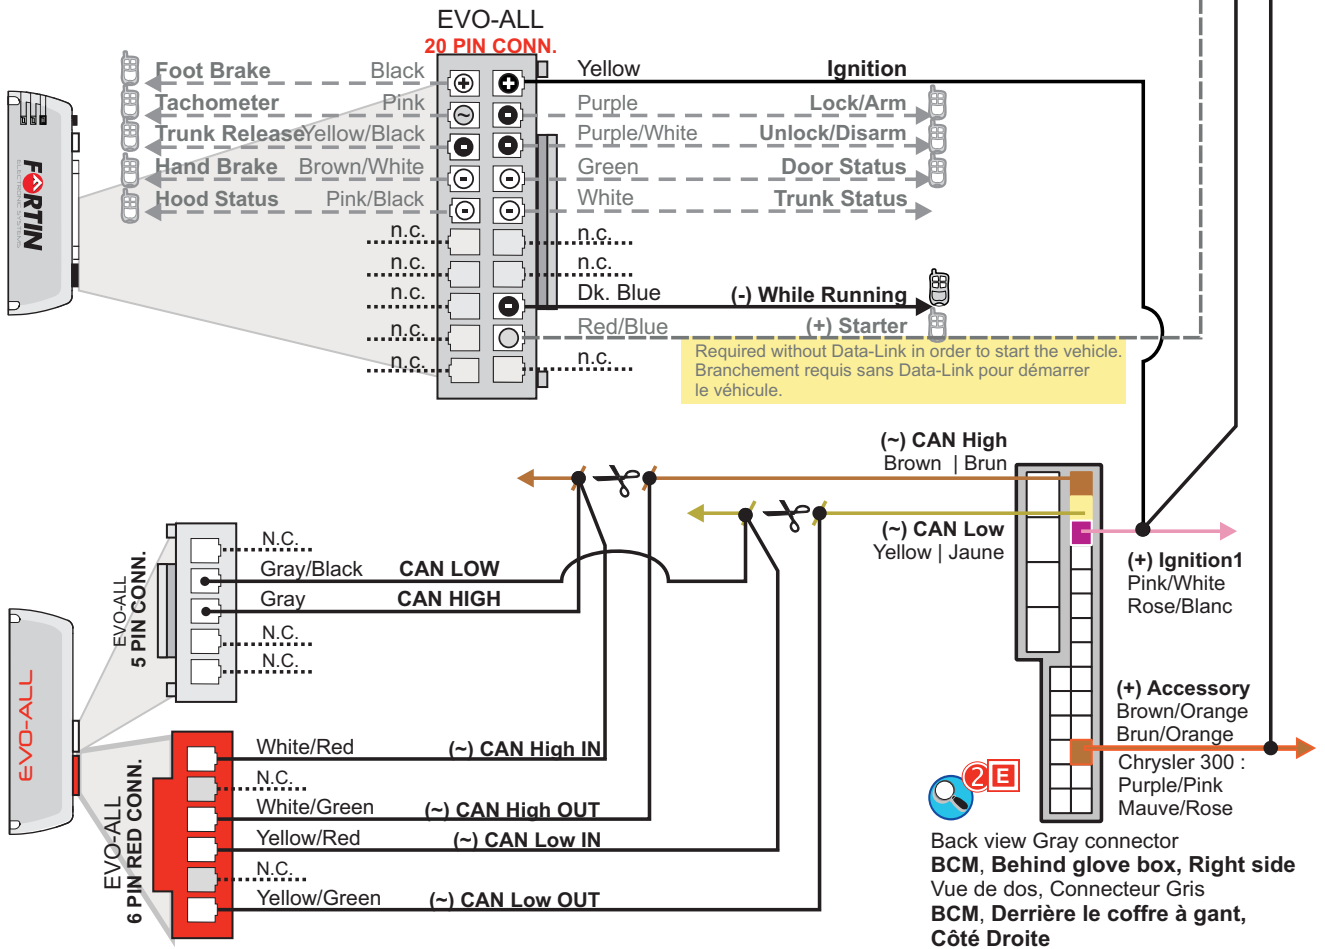 EVO-ALL
20 PIN CONN.
Foot Brake Black
Tachometer Pink
Trunk Release Yellow/Black
Hand Brake Brown/White
Hood Status Pink/Black
n.c.
n.c.
n.c.
n.c.
n.c.
Yellow Ignition
Purple Lock/Arm
Purple/White Unlock/Disarm
Green Door Status
White Trunk Status
n.c.
n.c.
Dk. Blue (-) While Running
Red/Blue (+) Starter
n.c.
Required without Data-Link in order to start the vehicle.
Branchement requis sans Data-Link pour démarrer
le véhicule.
FORTIN
ELECTRONIC SYSTEMS
(~) CAN High
Brown | Brun
(~) CAN Low
Yellow | Jaune
(+) Ignition1
Pink/White
Rose/Blanc
(+) Accessory
Brown/Orange
Brun/Orange
Chrysler 300 :
Purple/Pink
Mauve/Rose
EVO-ALL
5 PIN CONN.
N.C.
Gray/Black CAN LOW
Gray CAN HIGH
N.C.
N.C.
EVO-ALL
EVO-ALL
6 PIN RED CONN.
White/Red (~) CAN High IN
N.C.
White/Green (~) CAN High OUT
Yellow/Red (~) CAN Low IN
N.C.
Yellow/Green (~) CAN Low OUT
2 E
Back view Gray connector
BCM, Behind glove box, Right side
Vue de dos, Connecteur Gris
BCM, Derrière le coffre à gant,
Côté Droite